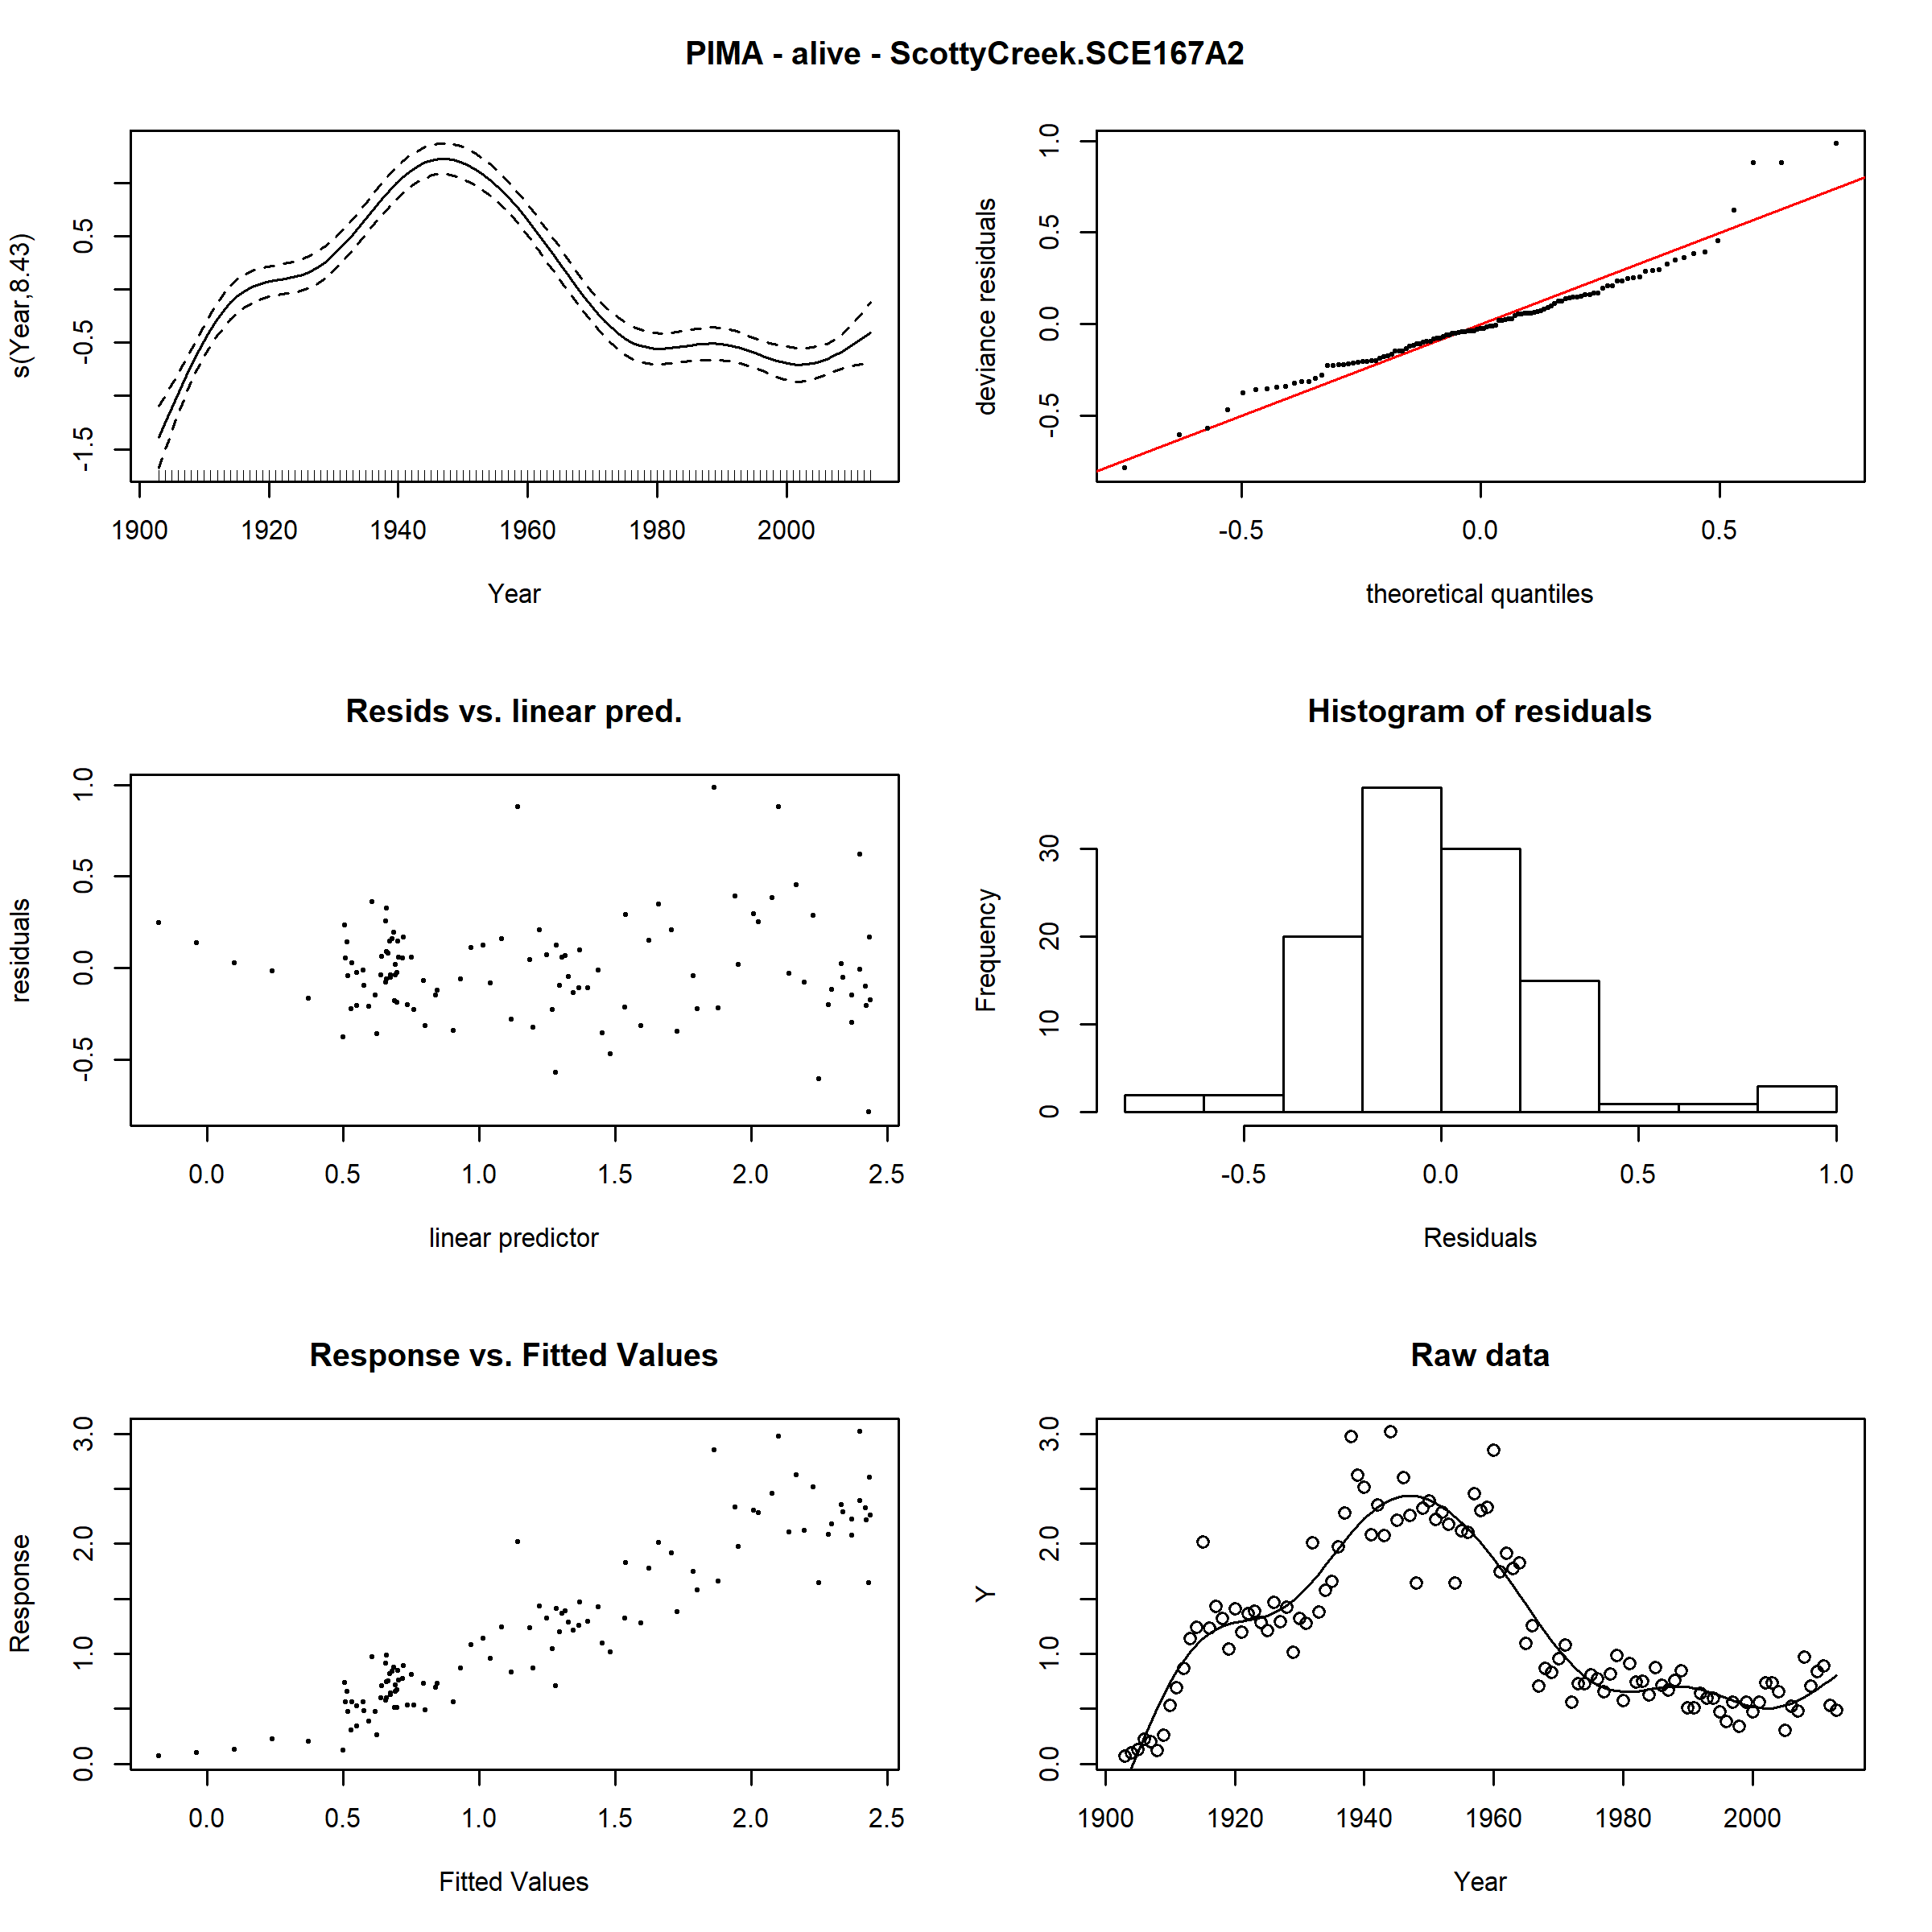 PIMA - alive - ScottyCreek.SCE167A2
s(Year,8.43)
-1.5 -0.5 0.5
1900 1920 1940 1960 1980 2000
Year
deviance residuals
-0.5 0.0 0.5 1.0
-0.5 0.0 0.5
theoretical quantiles
Resids vs. linear pred.
residuals
-0.5 0.0 0.5 1.0
0.0 0.5 1.0 1.5 2.0 2.5
linear predictor
Histogram of residuals
Frequency
0 10 20 30
-0.5 0.0 0.5 1.0
Residuals
Response vs. Fitted Values
Response
0.0 1.0 2.0 3.0
0.0 0.5 1.0 1.5 2.0 2.5
Fitted Values
Raw data
Y
0.0 1.0 2.0 3.0
1900 1920 1940 1960 1980 2000
Year